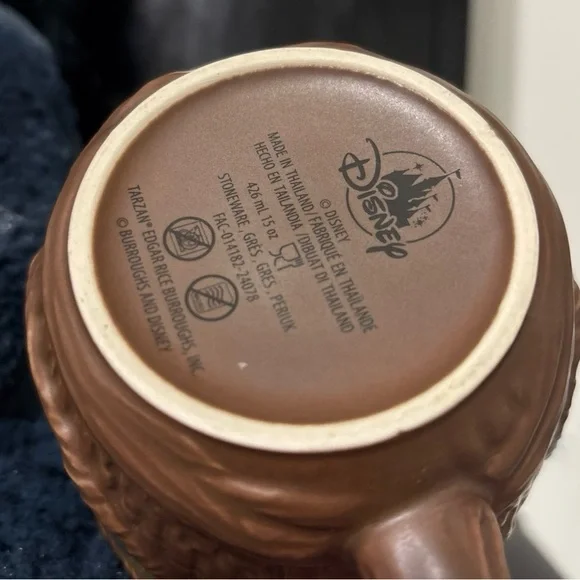 Disney
© DISNEY
MADE IN THAILAND/ FABRIQUÉ EN THAÏLANDE
HECHO EN TAILANDIA /DIBUAT DI THAILAND
426 mL 15 oz
STONEWARE, GRÈS, GRES, PERIUK
FAC-014182-24078
TARZAN® EDGAR RICE BURROUGHS, INC.
© BURROUGHS AND DISNEY